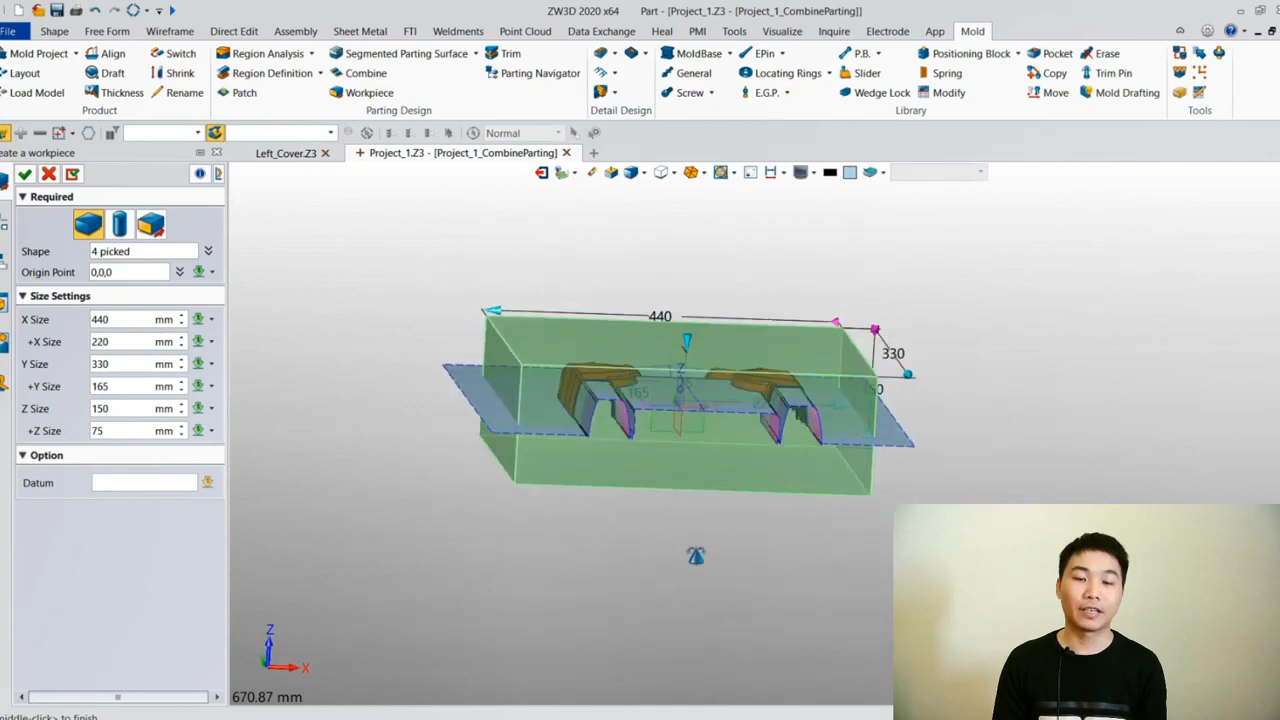 ZW3D 2020 x64 Part - [Project_1.Z3 - [Project_1_CombineParting]]
File Shape Free Form Wireframe Direct Edit Assembly Sheet Metal FTI Weldments Point Cloud Data Exchange Heal PMI Tools Visualize Inquire Electrode App Mold
Mold Project Align Switch Region Analysis Segmented Parting Surface Trim MoldBase EPin P.B. Positioning Block Pocket Erase
Layout Draft Shrink Region Definition Combine Parting Navigator General Locating Rings Slider Spring Copy Trim Pin
Load Model Thickness Rename Patch Workpiece Screw E.G.P. Wedge Lock Modify Move Mold Drafting
Product Parting Design Detail Design Library Tools
Normal
eate a workpiece Left_Cover.Z3 Project_1.Z3 - [Project_1_CombineParting]
Required
Shape 4 picked
Origin Point 0,0,0
Size Settings
X Size 440 mm
+X Size 220 mm
Y Size 330 mm
+Y Size 165 mm
Z Size 150 mm
+Z Size 75 mm
Option
Datum
440
330
165
Z
X
670.87 mm
middle-click> to finish